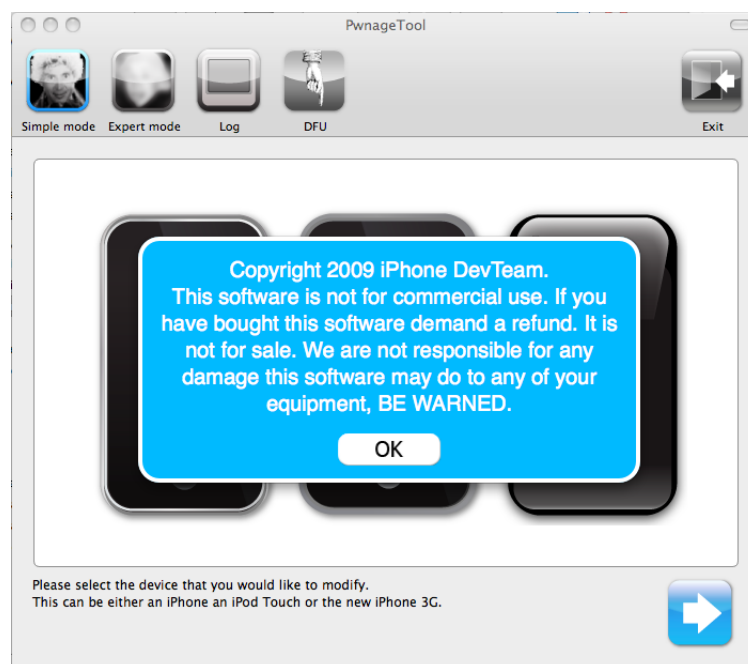 PwnageTool
Simple mode
Expert mode
Log
DFU
Exit
Copyright 2009 iPhone DevTeam.
This software is not for commercial use. If you
have bought this software demand a refund. It is
not for sale. We are not responsible for any
damage this software may do to any of your
equipment, BE WARNED.
OK
Please select the device that you would like to modify.
This can be either an iPhone an iPod Touch or the new iPhone 3G.